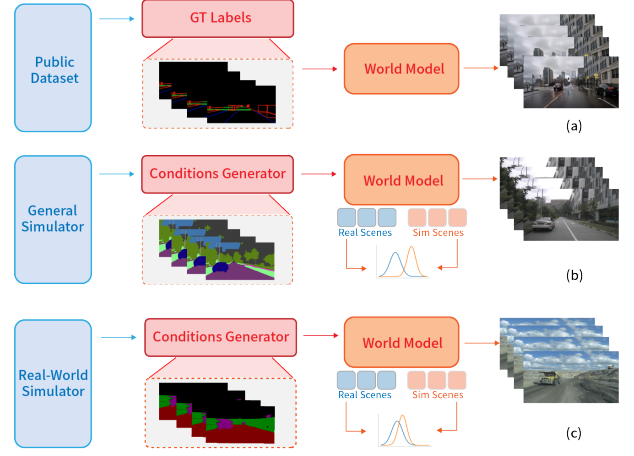 Public
Dataset
GT Labels
World Model
(a)
General
Simulator
Conditions Generator
World Model
Real Scenes
Sim Scenes
(b)
Real-World
Simulator
Conditions Generator
World Model
Real Scenes
Sim Scenes
(c)